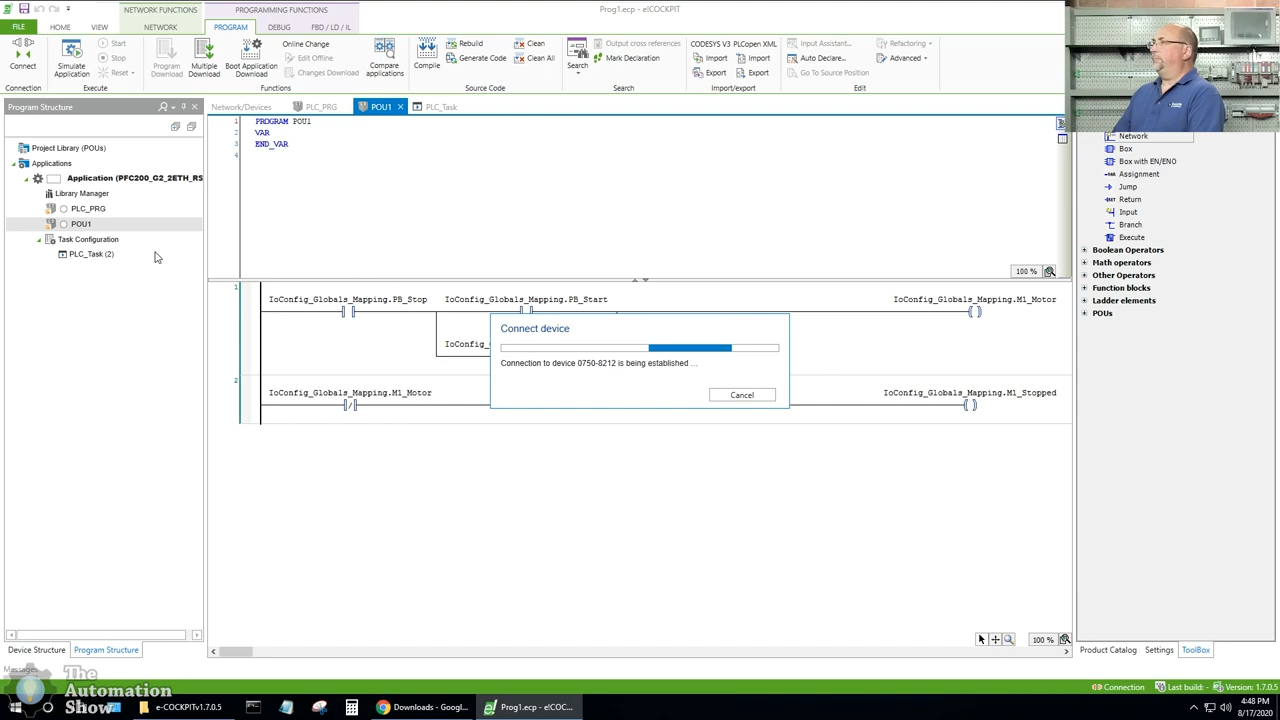 NETWORK FUNCTIONS
PROGRAMMING FUNCTIONS
Prog1.ecp - e!COCKPIT
FILE
HOME
VIEW
NETWORK
PROGRAM
DEBUG
FBD / LD / IL
Connect
Simulate Application
Start
Stop
Reset
Program Download
Multiple Download
Boot Application Download
Online Change
Edit Offline
Changes Download
Compare applications
Compile
Rebuild
Generate Code
Clean
Clean All
Search
Output cross references
Mark Declaration
CODESYS V3
Import
Export
PLCopen XML
Import
Export
Input Assistant...
Auto Declare...
Go To Source Position
Refactoring
Advanced
Connection
Execute
Functions
Source Code
Search
Import/export
Edit
Program Structure
Network/Devices
PLC_PRG
POU1
PLC_Task
Project Library (POUs)
Applications
Application (PFC200_G2_2ETH_RS
Library Manager
PLC_PRG
POU1
Task Configuration
PLC_Task (2)
1 PROGRAM POU1
2 VAR
3 END_VAR
4
100 %
1
IoConfig_Globals_Mapping.PB_Stop
IoConfig_Globals_Mapping.PB_Start
IoConfig_Globals_Mapping.M1_Motor
IoConfig_G
2
IoConfig_Globals_Mapping.M1_Motor
IoConfig_Globals_Mapping.M1_Stopped
Connect device
Connection to device 0750-8212 is being established ...
Cancel
Network
Box
Box with EN/ENO
Assignment
Jump
Return
Input
Branch
Execute
Boolean Operators
Math operators
Other Operators
Function blocks
Ladder elements
POUs
100 %
Device Structure
Program Structure
Product Catalog
Settings
ToolBox
Messages
Connection
Last build: -
Version: 1.7.0.5
The
Automation
Show
e-COCKPITv1.7.0.5
Downloads - Googl...
Prog1.ecp - e!COC...
4:48 PM
8/17/2020